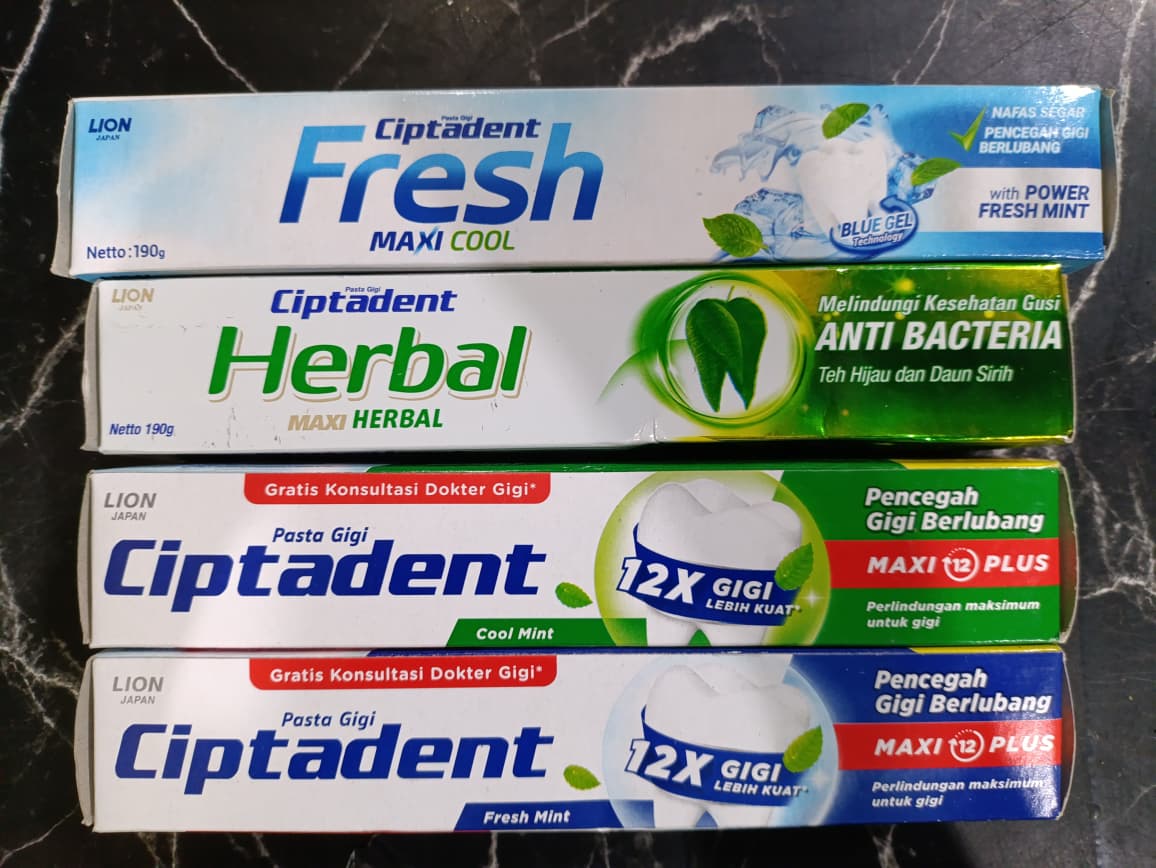 LION
JAPAN
Pasta Gigi
Ciptadent
Fresh
MAXI COOL
Netto : 190g
NAFAS SEGAR
PENCEGAH GIGI
BERLUBANG
with POWER
FRESH MINT
BLUE GEL
Technology
LION
JAPAN
Pasta Gigi
Ciptadent
Herbal
MAXI HERBAL
Netto 190g
Melindungi Kesehatan Gusi
ANTI BACTERIA
Teh Hijau dan Daun Sirih
LION
JAPAN
Gratis Konsultasi Dokter Gigi*
Pasta Gigi
Ciptadent
Cool Mint
12X GIGI
LEBIH KUAT*
Pencegah
Gigi Berlubang
MAXI 12 PLUS
Perlindungan maksimum
untuk gigi
LION
JAPAN
Gratis Konsultasi Dokter Gigi*
Pasta Gigi
Ciptadent
Fresh Mint
12X GIGI
LEBIH KUAT*
Pencegah
Gigi Berlubang
MAXI 12 PLUS
Perlindungan maksimum
untuk gigi